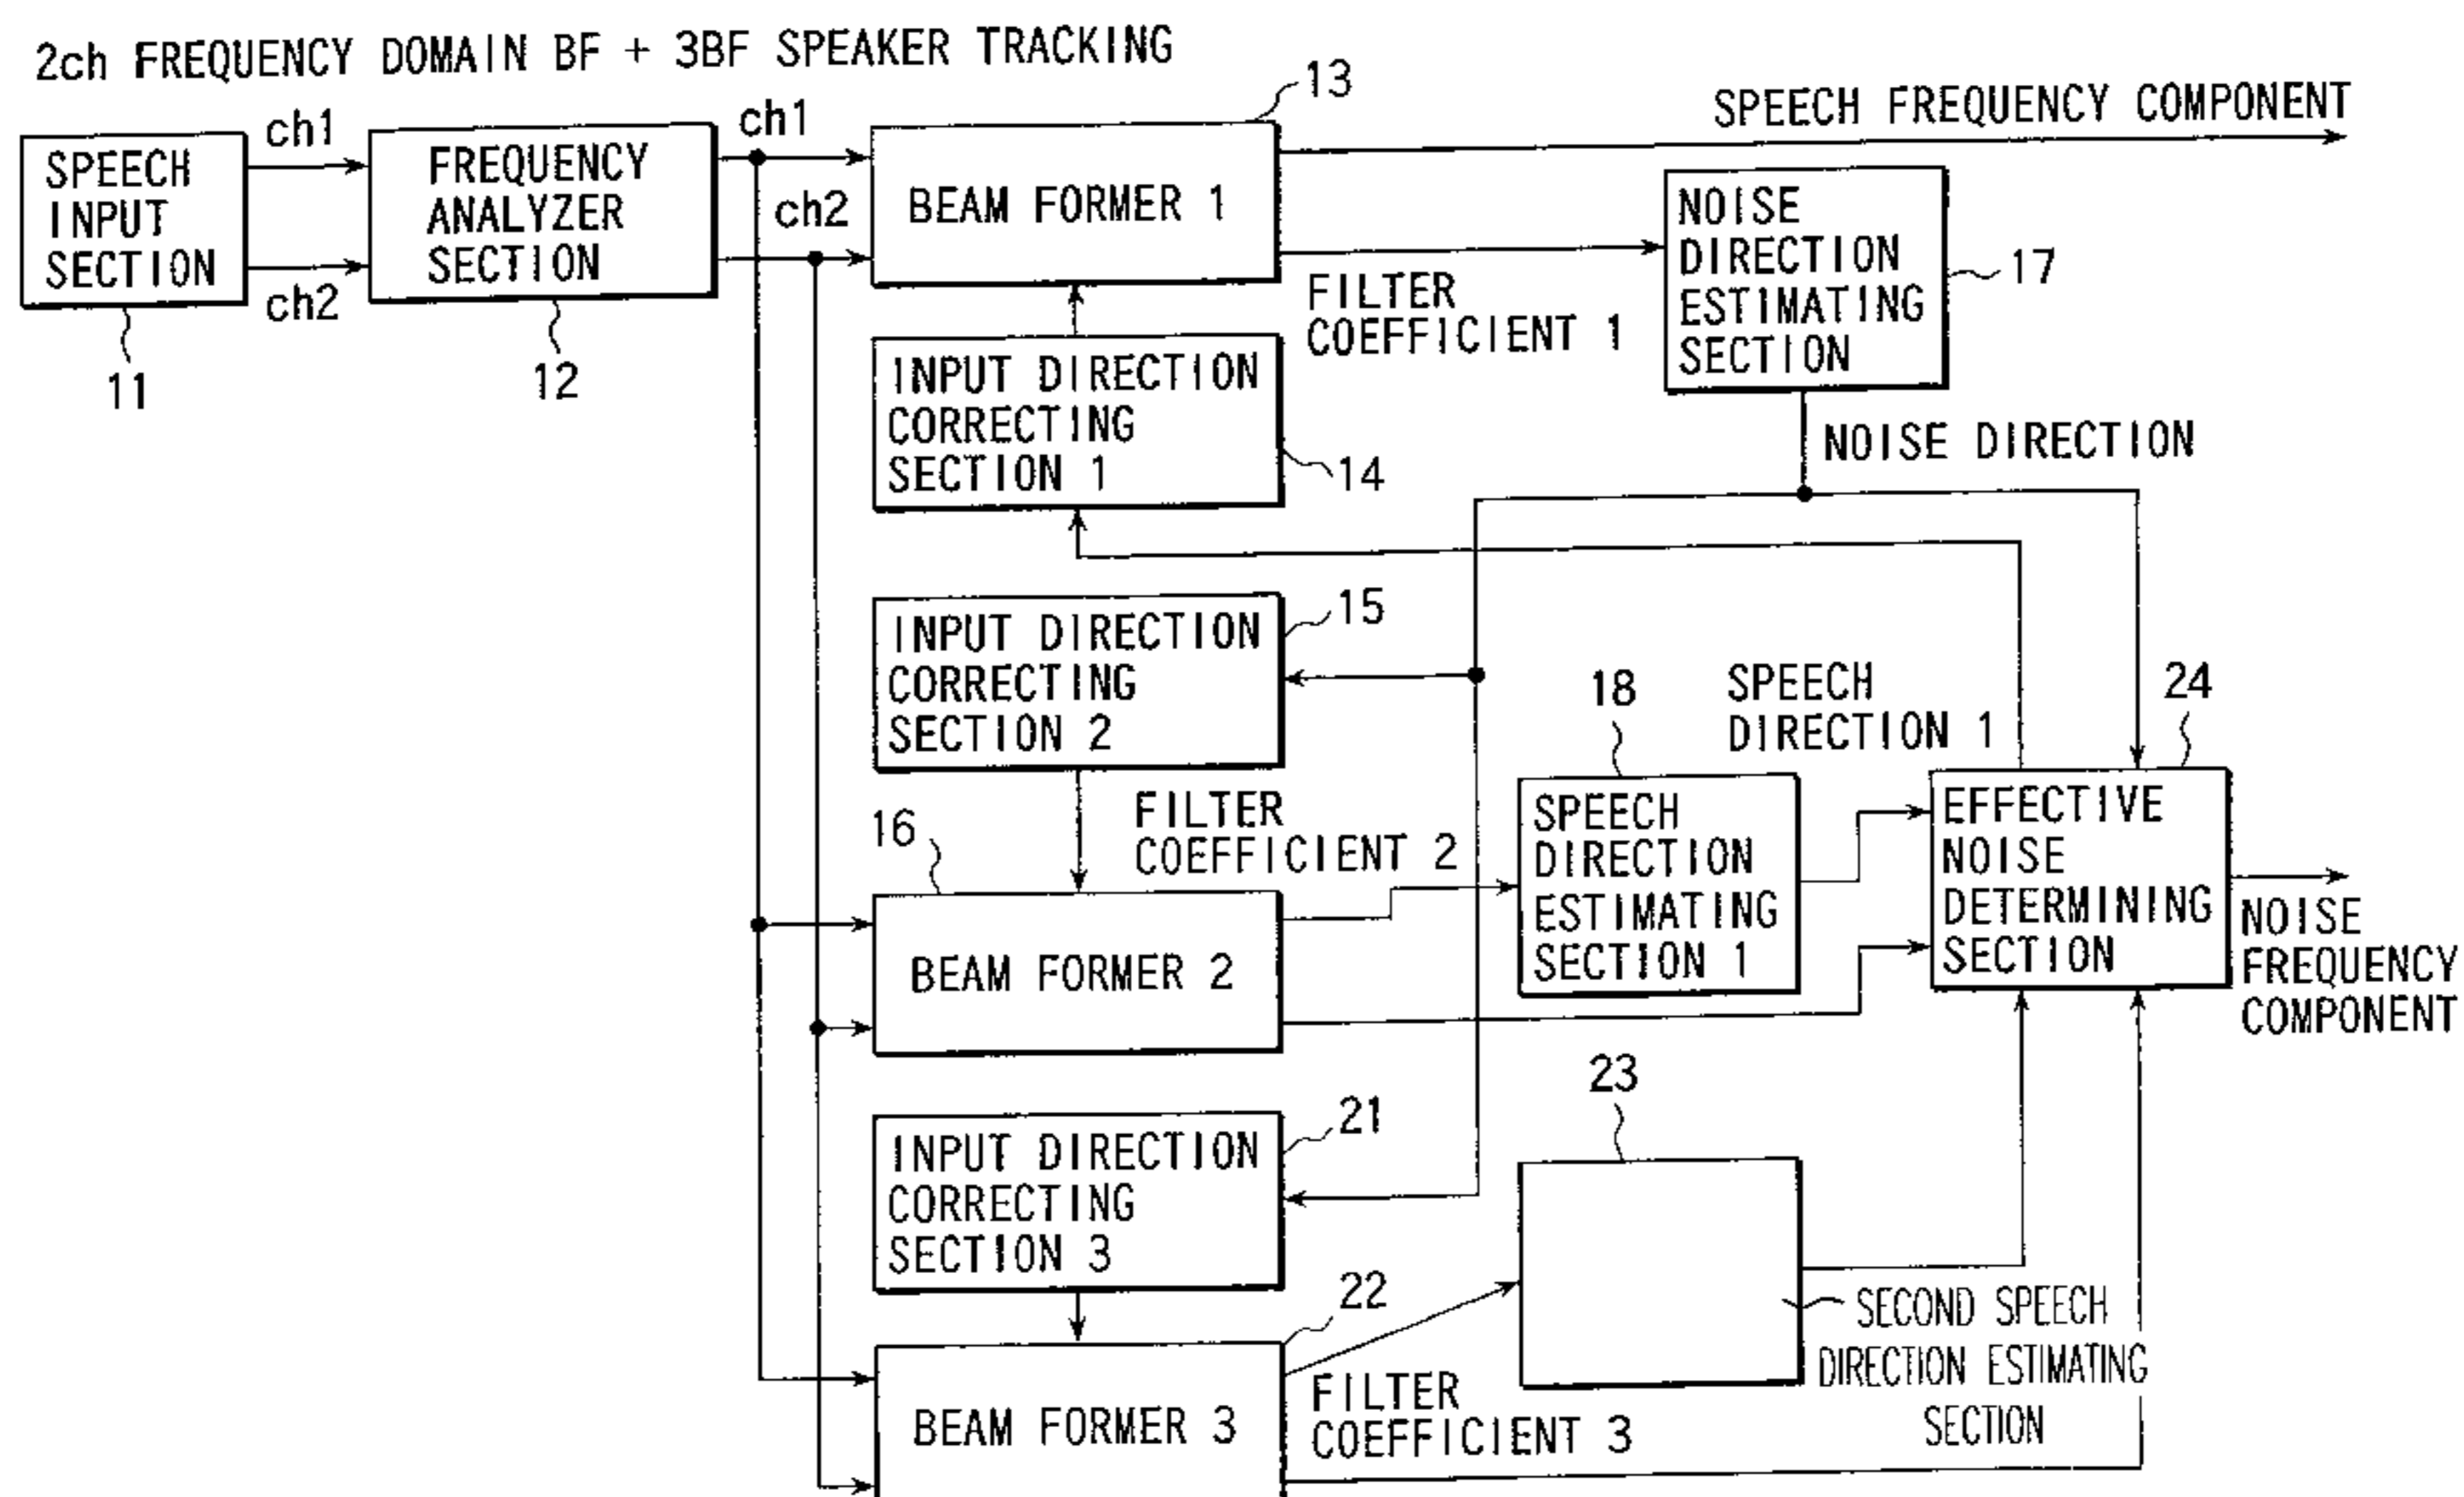 2ch FREQUENCY DOMAIN BF + 3BF SPEAKER TRACKING
SPEECH
INPUT
SECTION
11
ch1
ch2
FREQUENCY
ANALYZER
SECTION
12
ch1
ch2
BEAM FORMER 1
13
SPEECH FREQUENCY COMPONENT
FILTER
COEFFICIENT 1
NOISE
DIRECTION
ESTIMATING
SECTION
17
INPUT DIRECTION
CORRECTING
SECTION 1
14
NOISE DIRECTION
INPUT DIRECTION
CORRECTING
SECTION 2
15
FILTER
COEFFICIENT 2
16
BEAM FORMER 2
18
SPEECH
DIRECTION
ESTIMATING
SECTION 1
SPEECH
DIRECTION 1
24
EFFECTIVE
NOISE
DETERMINING
SECTION
NOISE
FREQUENCY
COMPONENT
INPUT DIRECTION
CORRECTING
SECTION 3
21
22
BEAM FORMER 3
FILTER
COEFFICIENT 3
23
SECOND SPEECH
DIRECTION ESTIMATING
SECTION